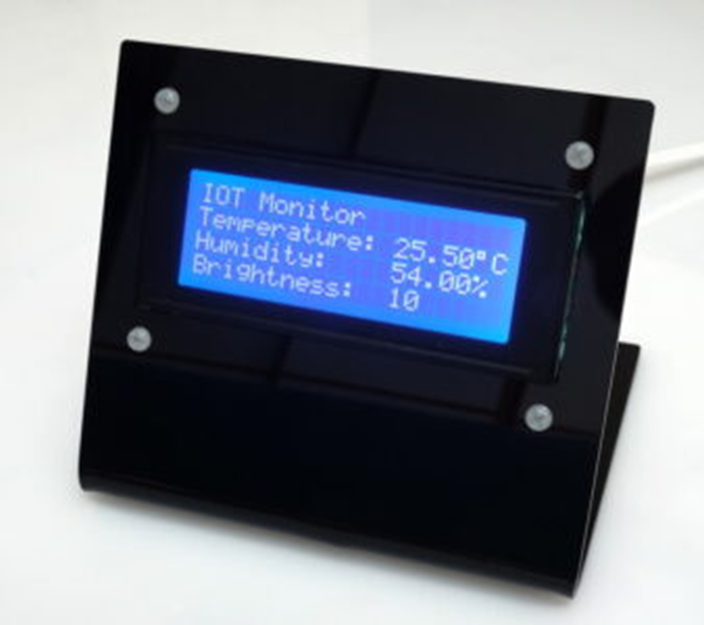 IOT Monitor
Temperature: 25.50°C
Humidity: 54.00%
Brightness: 10